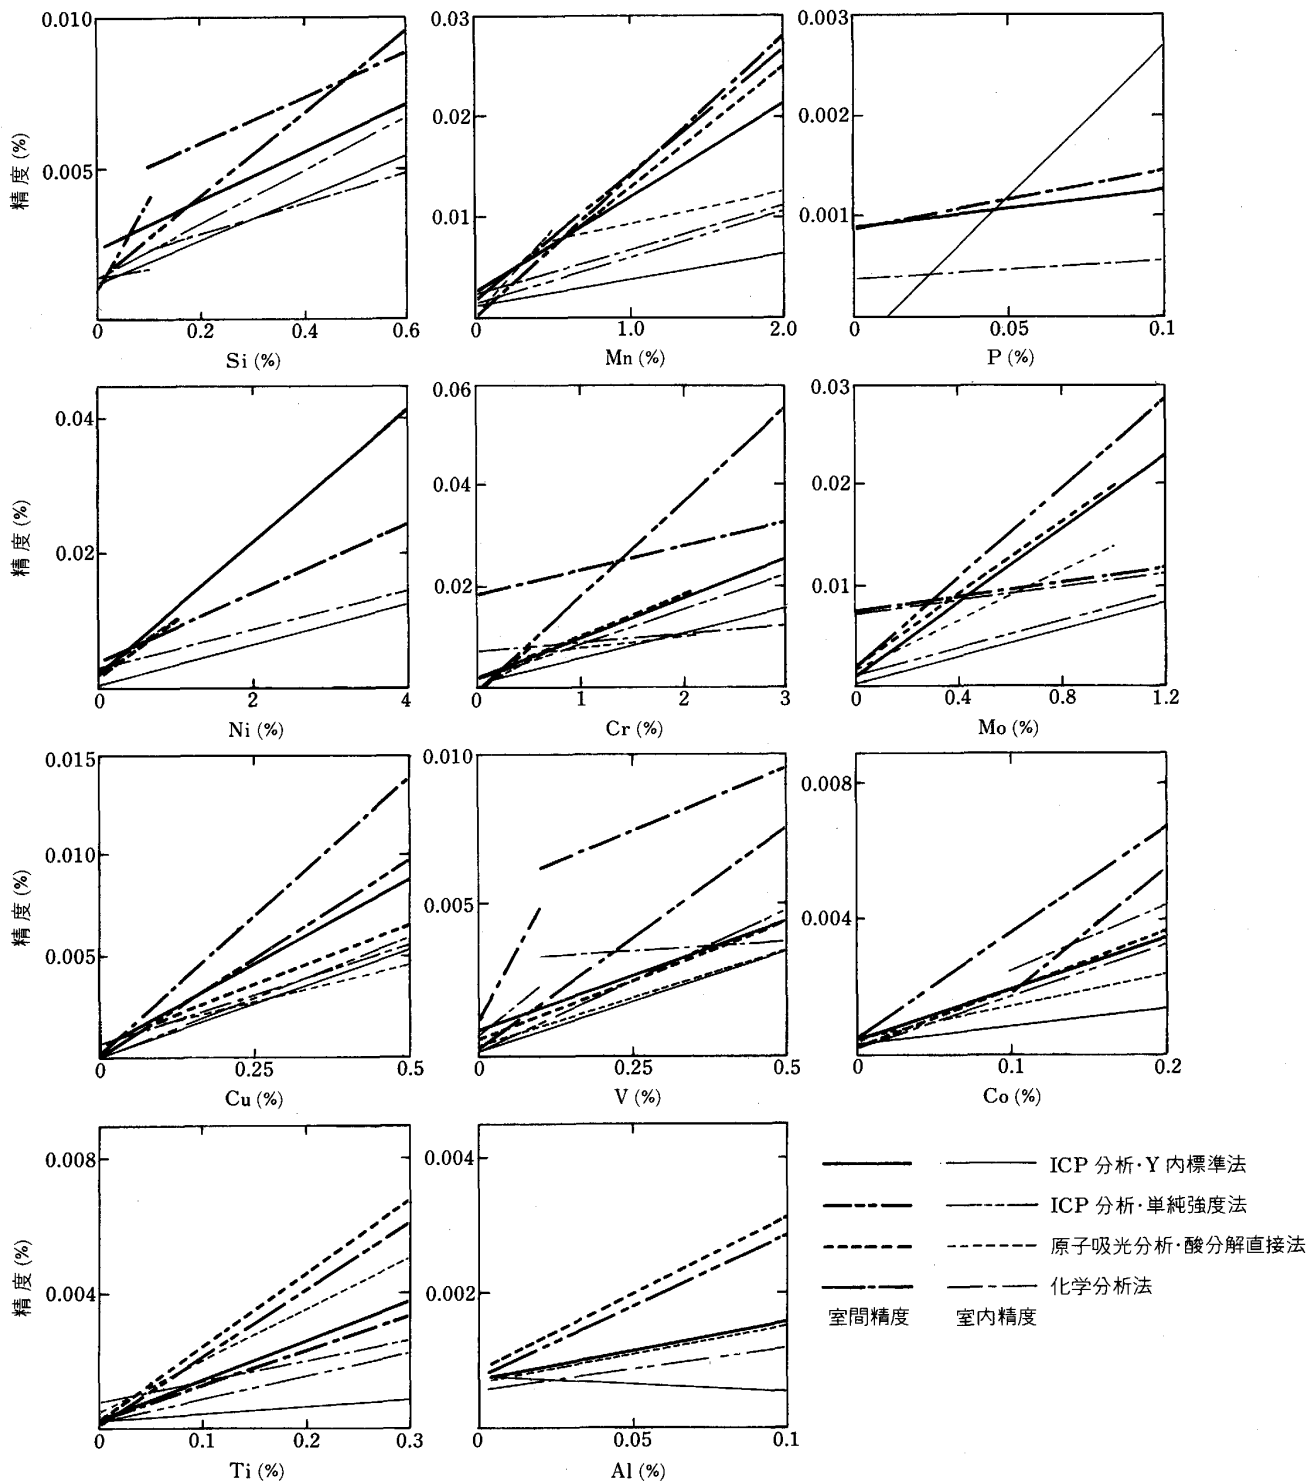 0.010
精度(%)
0.005
0 0.2 0.4 0.6
Si (%)
0.03
0.02
0.01
0 1.0 2.0
Mn (%)
0.003
0.002
0.001
0 0.05 0.1
P (%)
0.04
精度(%)
0.02
0 2 4
Ni (%)
0.06
0.04
0.02
0 1 2 3
Cr (%)
0.03
0.02
0.01
0 0.4 0.8 1.2
Mo (%)
0.015
0.010
精度(%)
0.005
0 0.25 0.5
Cu (%)
0.010
0.005
0 0.25 0.5
V (%)
0.008
0.004
0 0.1 0.2
Co (%)
0.008
精度(%)
0.004
0 0.1 0.2 0.3
Ti (%)
0.004
0.002
0 0.05 0.1
Al (%)
ICP 分析・Y 内標準法
ICP 分析・単純強度法
原子吸光分析・酸分解直接法
化学分析法
室間精度 室内精度